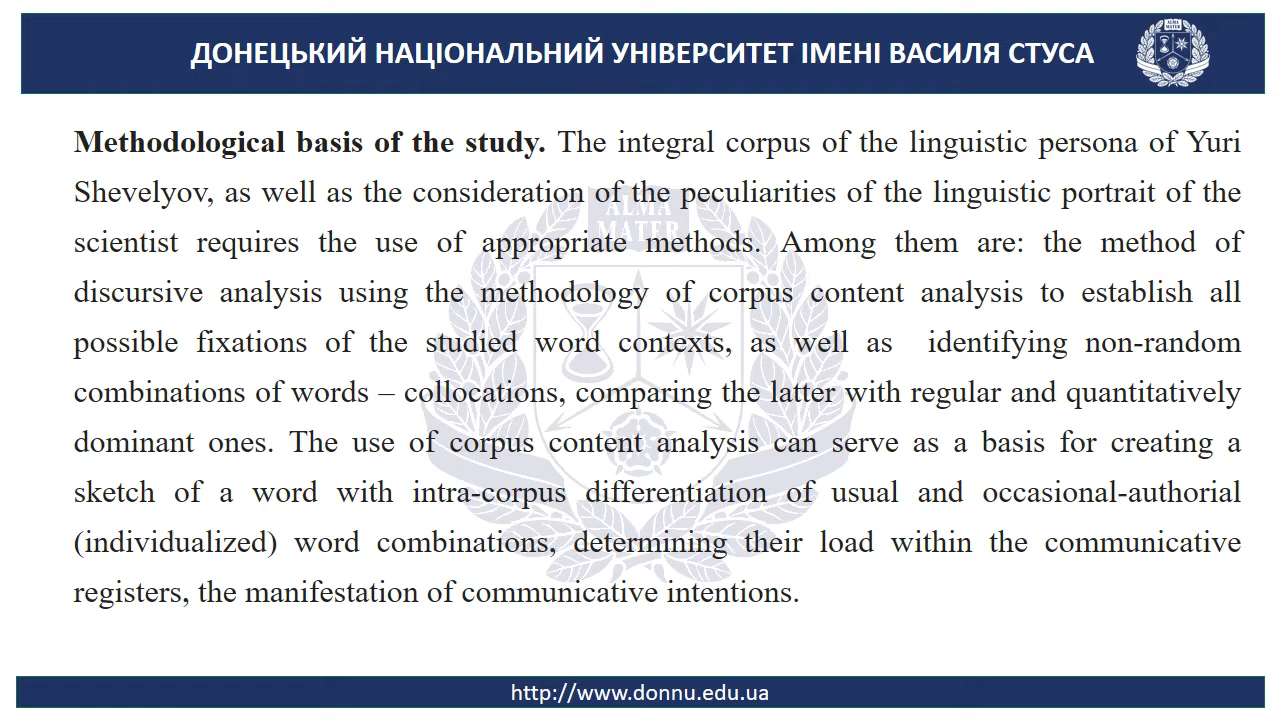 ДОНЕЦЬКИЙ НАЦІОНАЛЬНИЙ УНІВЕРСИТЕТ ІМЕНІ ВАСИЛЯ СТУСА
ALMA
MATER
Methodological basis of the study. The integral corpus of the linguistic persona of Yuri
Shevelyov, as well as the consideration of the peculiarities of the linguistic portrait of the
scientist requires the use of appropriate methods. Among them are: the method of
discursive analysis using the methodology of corpus content analysis to establish all
possible fixations of the studied word contexts, as well as identifying non-random
combinations of words – collocations, comparing the latter with regular and quantitatively
dominant ones. The use of corpus content analysis can serve as a basis for creating a
sketch of a word with intra-corpus differentiation of usual and occasional-authorial
(individualized) word combinations, determining their load within the communicative
registers, the manifestation of communicative intentions.
ALMA
MATER
http://www.donnu.edu.ua